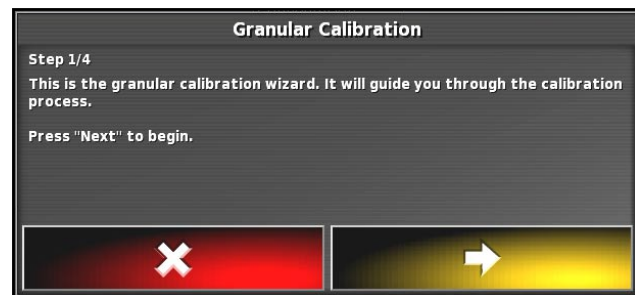 Granular Calibration
Step 1/4
This is the granular calibration wizard. It will guide you through the calibration
process.
Press "Next" to begin.